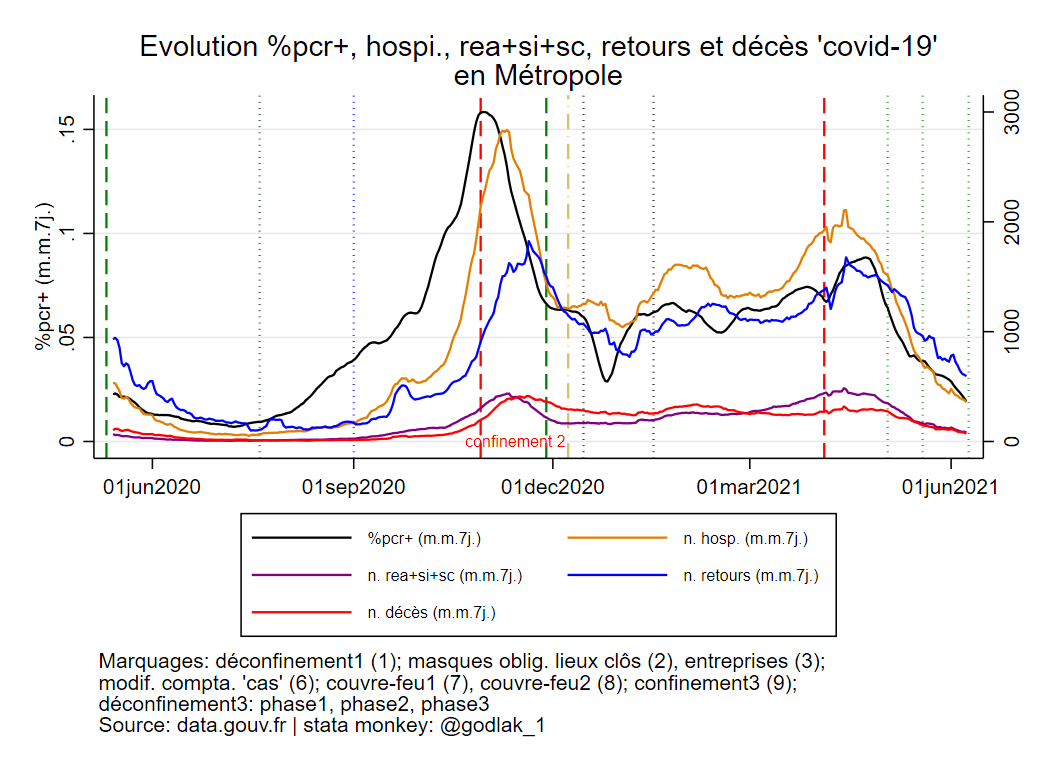 Evolution %pcr+, hospi., rea+si+sc, retours et décès 'covid-19'
en Métropole
%pcr+ (m.m.7j.)
.15
.1
.05
0
3000
2000
1000
0
confinement 2
01jun2020
01sep2020
01dec2020
01mar2021
01jun2021
%pcr+ (m.m.7j.)
n. hosp. (m.m.7j.)
n. rea+si+sc (m.m.7j.)
n. retours (m.m.7j.)
n. décès (m.m.7j.)
Marquages: déconfinement1 (1); masques oblig. lieux clôs (2), entreprises (3);
modif. compta. 'cas' (6); couvre-feu1 (7), couvre-feu2 (8); confinement3 (9);
déconfinement3: phase1, phase2, phase3
Source: data.gouv.fr | stata monkey: @godlak_1